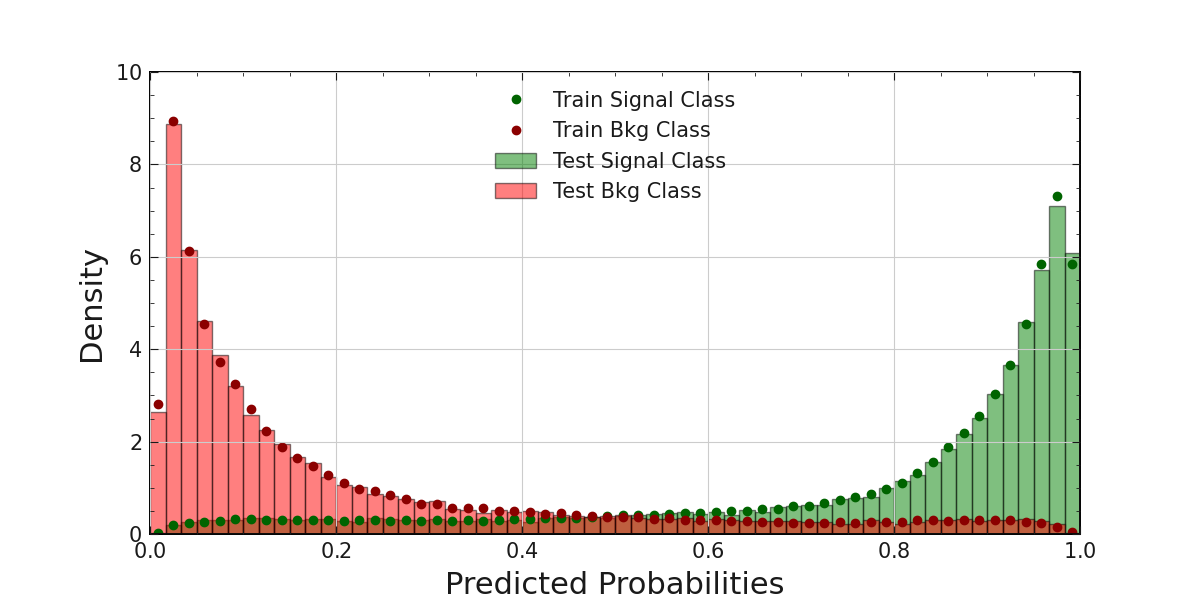 10
8
6
4
2
0
Density
Train Signal Class
Train Bkg Class
Test Signal Class
Test Bkg Class
0.0 0.2 0.4 0.6 0.8 1.0
Predicted Probabilities